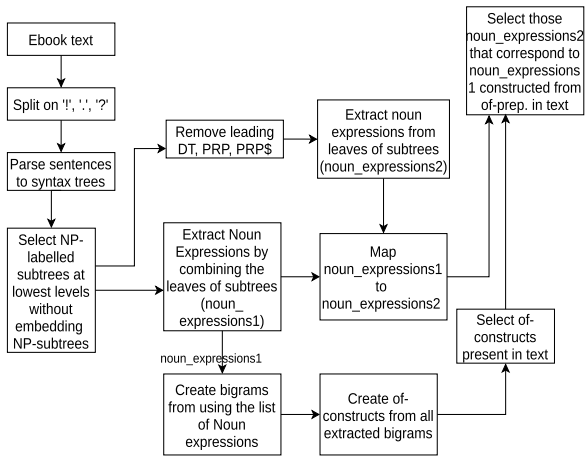 Ebook text
Split on '!', '.', '?'
Parse sentences
to syntax trees
Select NP-
labelled
subtrees at
lowest levels
without
embedding
NP-subtrees
Remove leading
DT, PRP, PRP$
Extract Noun
Expressions by
combining the
leaves of subtrees
(noun_
expressions1)
noun_expressions1
Create bigrams
from using the list
of Noun
expressions
Extract noun
expressions from
leaves of subtrees
(noun_expressions2)
Map
noun_expressions1
to
noun_expressions2
Create of-
constructs from all
extracted bigrams
Select those
noun_expressions2
that correspond to
noun_expressions
1 constructed from
of-prep. in text
Select of-
constructs
present in text